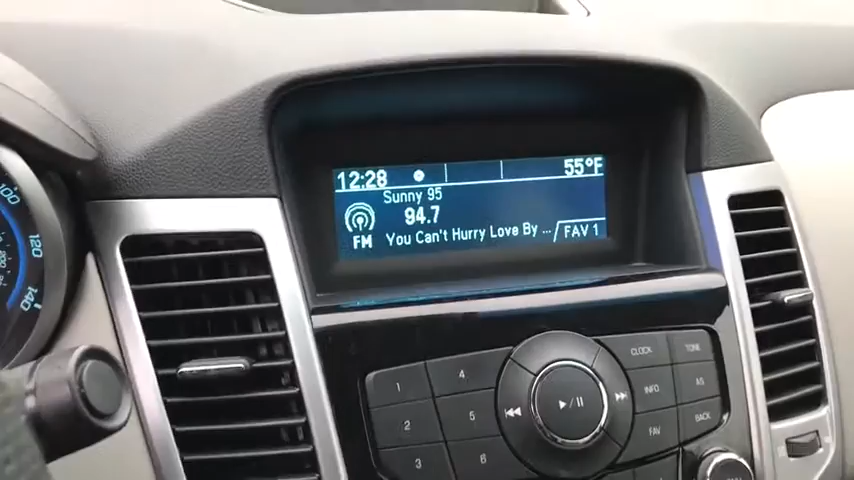 12:28 55°F
Sunny 95
94.7
FM You Can't Hurry Love By ... FAV 1
100
120
140
1 4
2 5
3 6
CLOCK TONE
INFO AS
FAV BACK